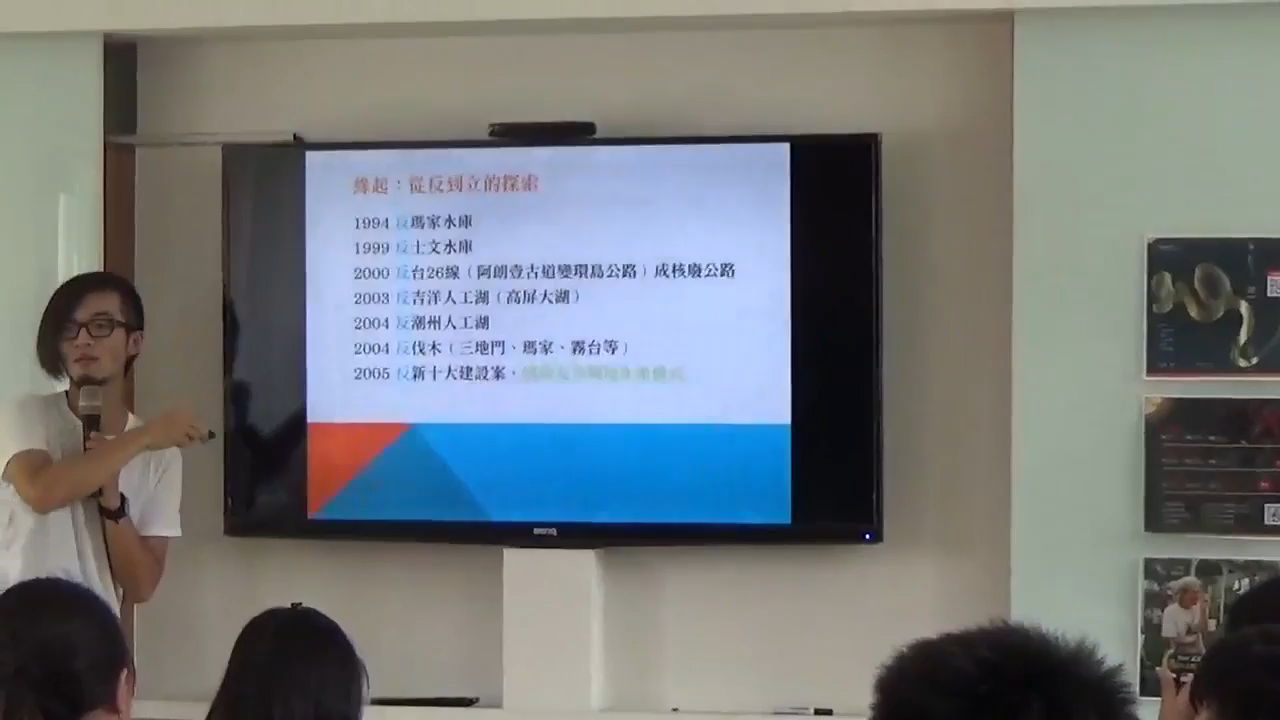 緣起：從反到立的探索
1994 反瑪家水庫
1999 反士文水庫
2000 反台26線（阿朗壹古道變環島公路）成核廢公路
2003 反吉洋人工湖（高屏大湖）
2004 反潮州人工湖
2004 反伐木（三地門、瑪家、霧台等）
2005 反新十大建設案，
BenQ